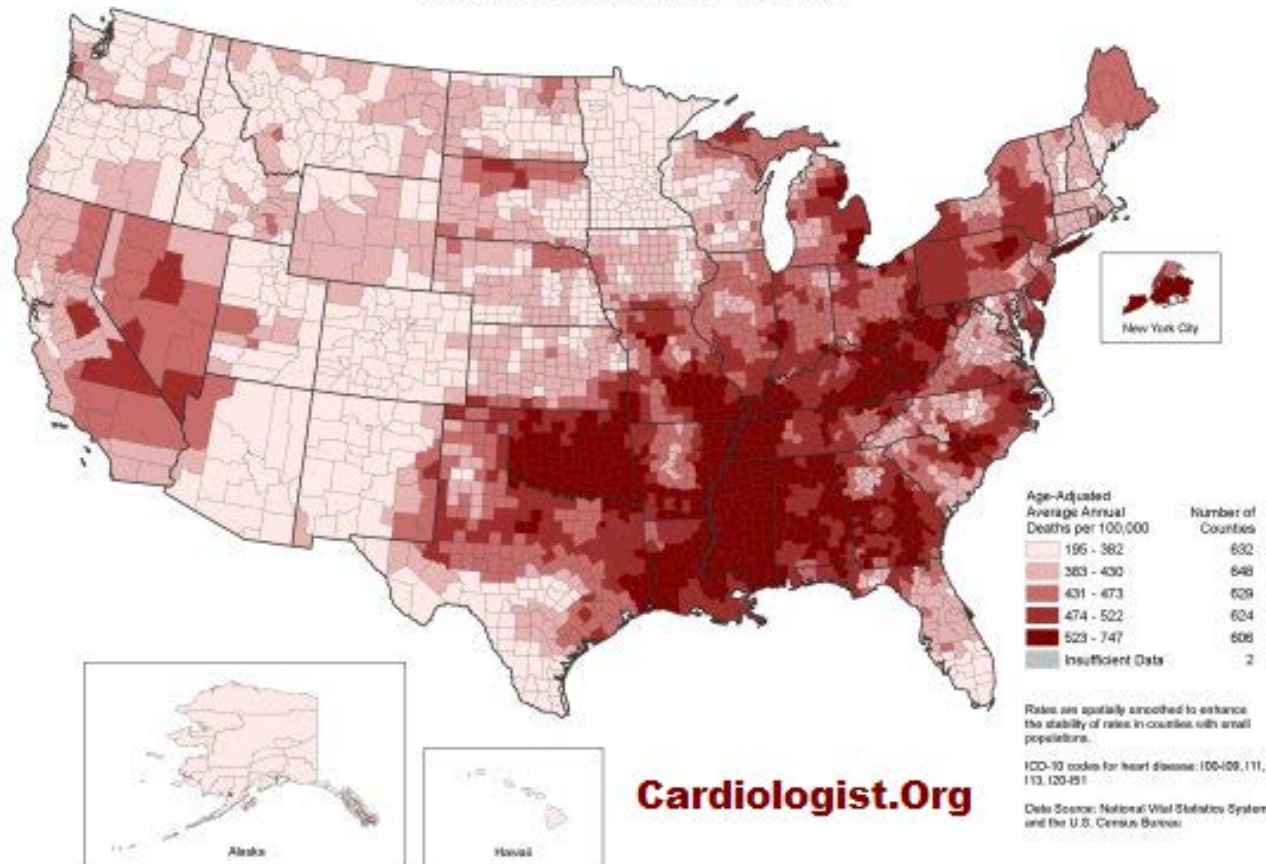 New York City
Age-Adjusted
Average Annual
Deaths per 100,000
Number of
Counties
195 - 382 632
383 - 430 648
431 - 473 629
474 - 522 624
523 - 747 606
Insufficient Data 2
Rates are spatially smoothed to enhance
the stability of rates in counties with small
populations.
ICD-10 codes for heart disease: I00-I09, I11,
I13, I20-I51
Data Source: National Vital Statistics System
and the U.S. Census Bureau
Cardiologist.Org
Alaska
Hawaii